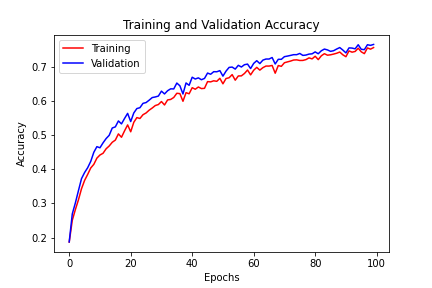 Training and Validation Accuracy
Training
Validation
Accuracy
0.7
0.6
0.5
0.4
0.3
0.2
0 20 40 60 80 100
Epochs